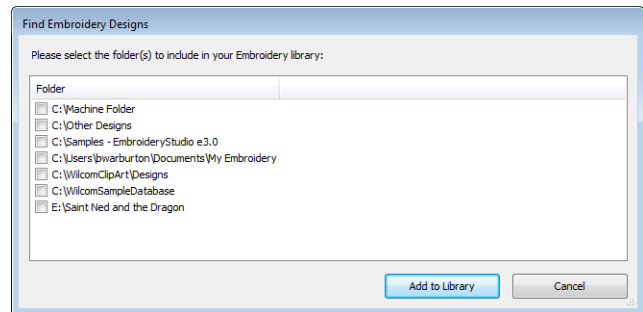 Find Embroidery Designs
Please select the folder(s) to include in your Embroidery library:
Folder
C:\Machine Folder
C:\Other Designs
C:\Samples - EmbroideryStudio e3.0
C:\Users\bwarburton\Documents\My Embroidery
C:\WilcomClipArt\Designs
C:\WilcomSampleDatabase
E:\Saint Ned and the Dragon
Add to Library Cancel